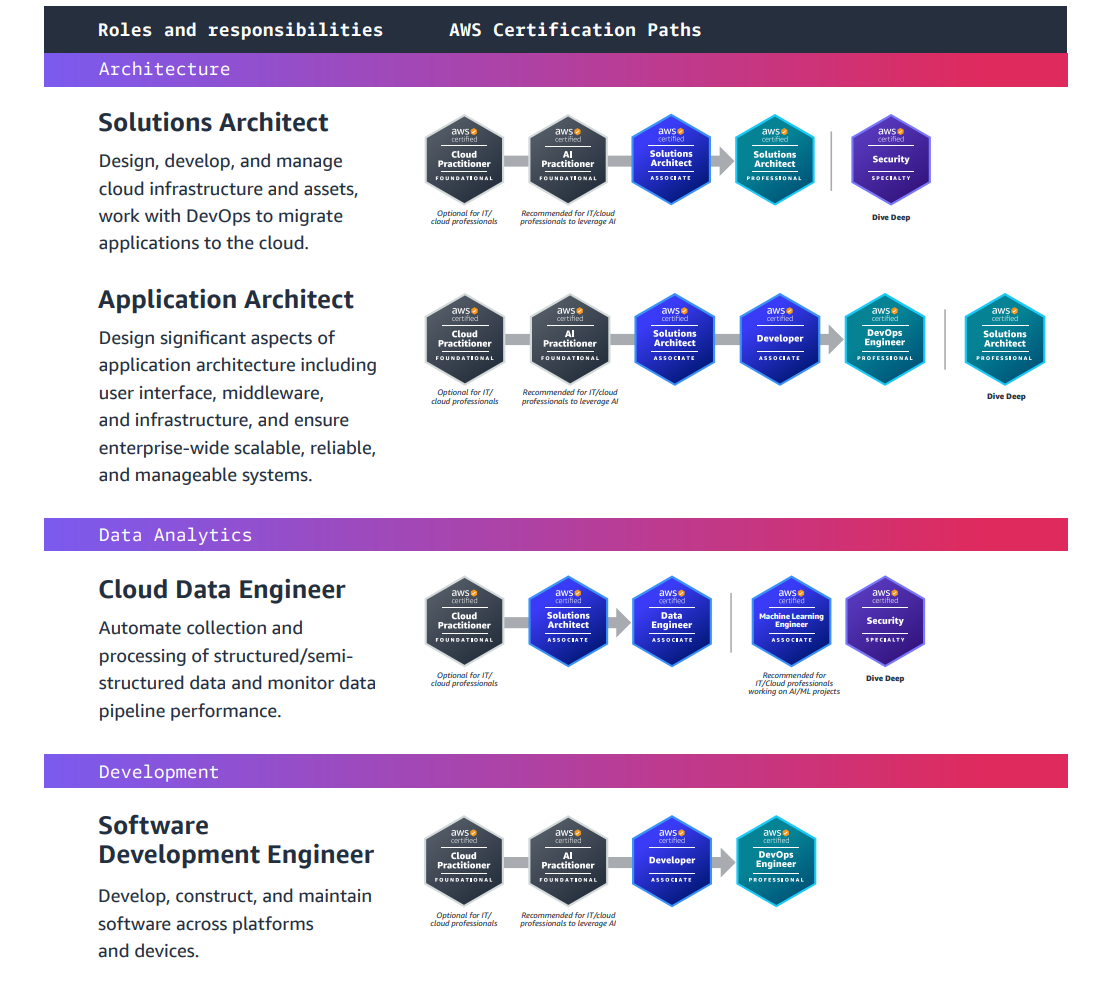 Roles and responsibilities
AWS Certification Paths
Architecture
Solutions Architect
Design, develop, and manage
cloud infrastructure and assets,
work with DevOps to migrate
applications to the cloud.
aws
certified
Cloud
Practitioner
FOUNDATIONAL
Optional for IT/
cloud professionals
aws
certified
AI
Practitioner
FOUNDATIONAL
Recommended for IT/cloud
professionals to leverage AI
aws
certified
Solutions
Architect
ASSOCIATE
aws
certified
Solutions
Architect
PROFESSIONAL
aws
certified
Security
SPECIALTY
Dive Deep
Application Architect
Design significant aspects of
application architecture including
user interface, middleware,
and infrastructure, and ensure
enterprise-wide scalable, reliable,
and manageable systems.
aws
certified
Cloud
Practitioner
FOUNDATIONAL
Optional for IT/
cloud professionals
aws
certified
AI
Practitioner
FOUNDATIONAL
Recommended for IT/cloud
professionals to leverage AI
aws
certified
Solutions
Architect
ASSOCIATE
aws
certified
Developer
ASSOCIATE
aws
certified
DevOps
Engineer
PROFESSIONAL
aws
certified
Solutions
Architect
PROFESSIONAL
Dive Deep
Data Analytics
Cloud Data Engineer
Automate collection and
processing of structured/semi-
structured data and monitor data
pipeline performance.
aws
certified
Cloud
Practitioner
FOUNDATIONAL
Optional for IT/
cloud professionals
aws
certified
Solutions
Architect
ASSOCIATE
aws
certified
Data
Engineer
ASSOCIATE
aws
certified
Machine Learning
Engineer
ASSOCIATE
Recommended for
IT/Cloud professionals
working on AI/ML projects
aws
certified
Security
SPECIALTY
Dive Deep
Development
Software
Development Engineer
Develop, construct, and maintain
software across platforms
and devices.
aws
certified
Cloud
Practitioner
FOUNDATIONAL
Optional for IT/
cloud professionals
aws
certified
AI
Practitioner
FOUNDATIONAL
Recommended for IT/cloud
professionals to leverage AI
aws
certified
Developer
ASSOCIATE
aws
certified
DevOps
Engineer
PROFESSIONAL